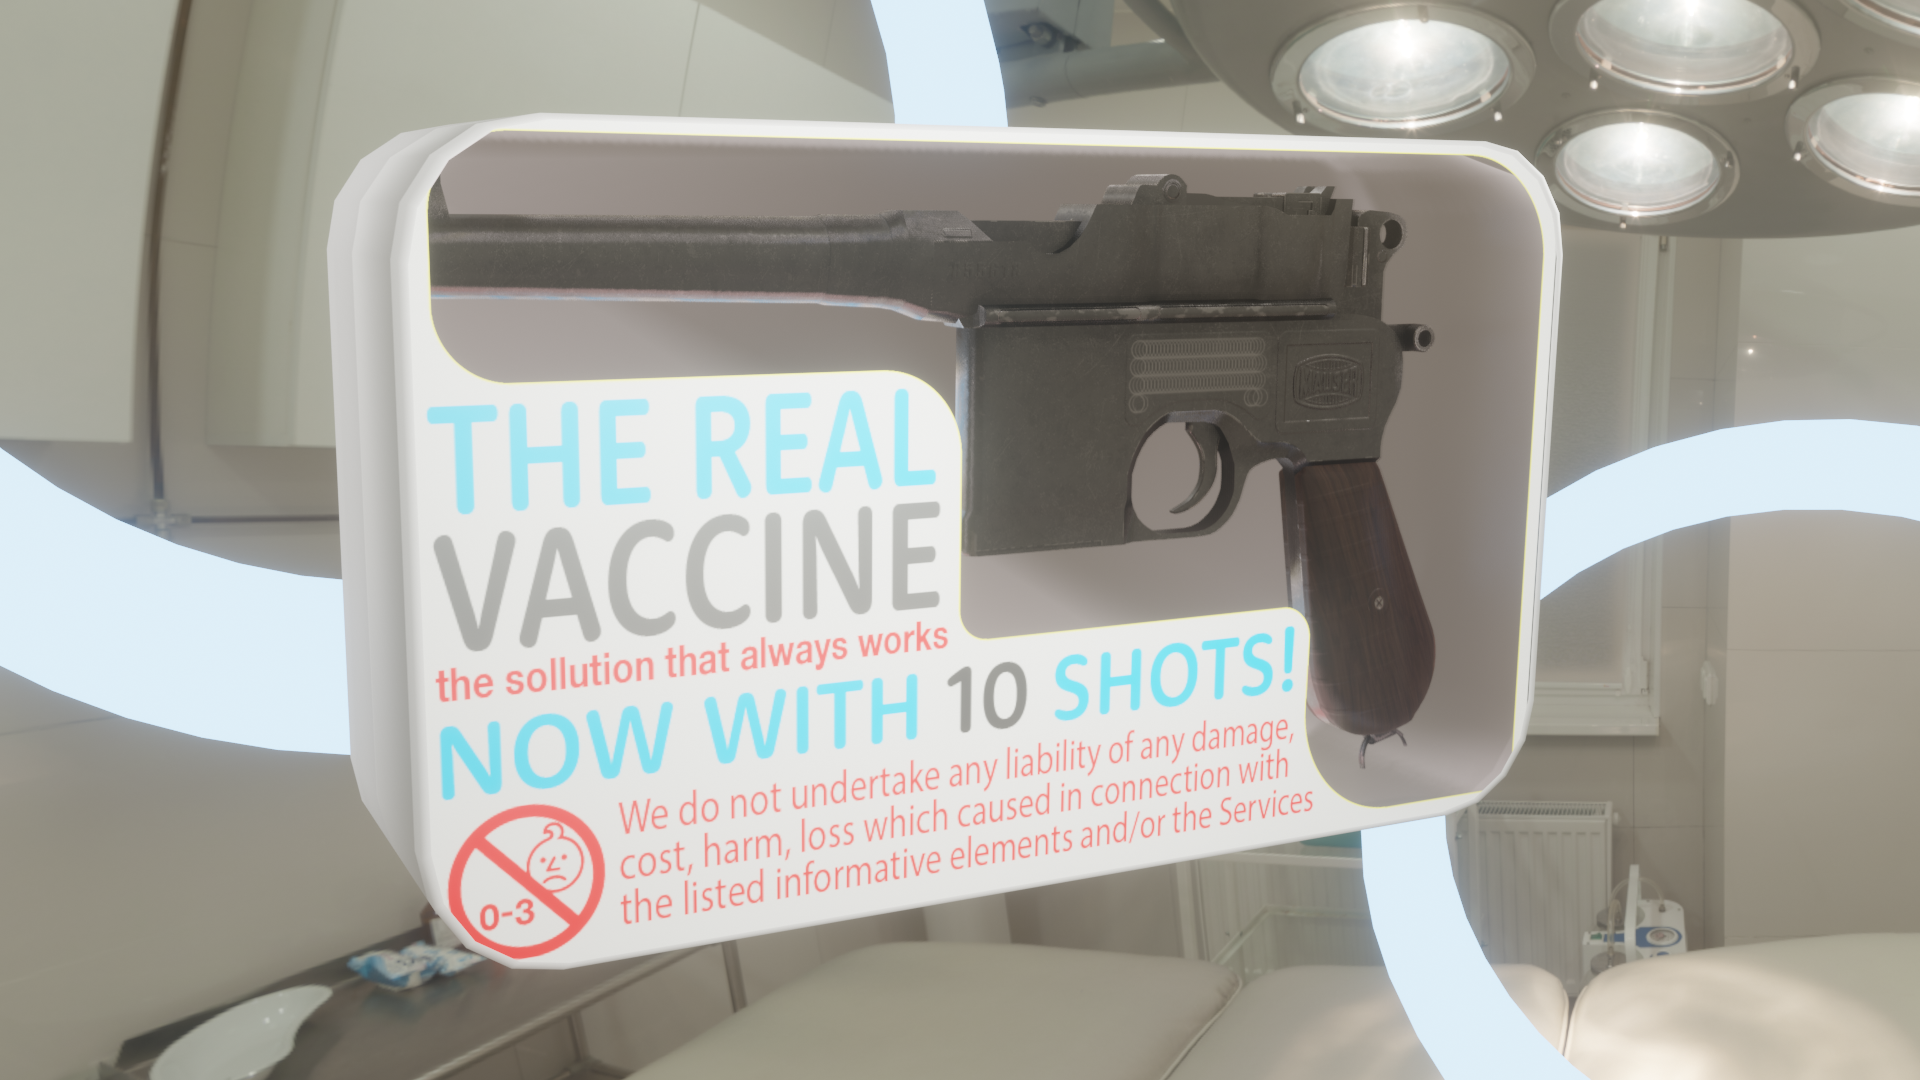 MAUSER
THE REAL
VACCINE
the sollution that always works
NOW WITH 10 SHOTS!
We do not undertake any liability of any damage,
cost, harm, loss which caused in connection with
the listed informative elements and/or the Services
0-3